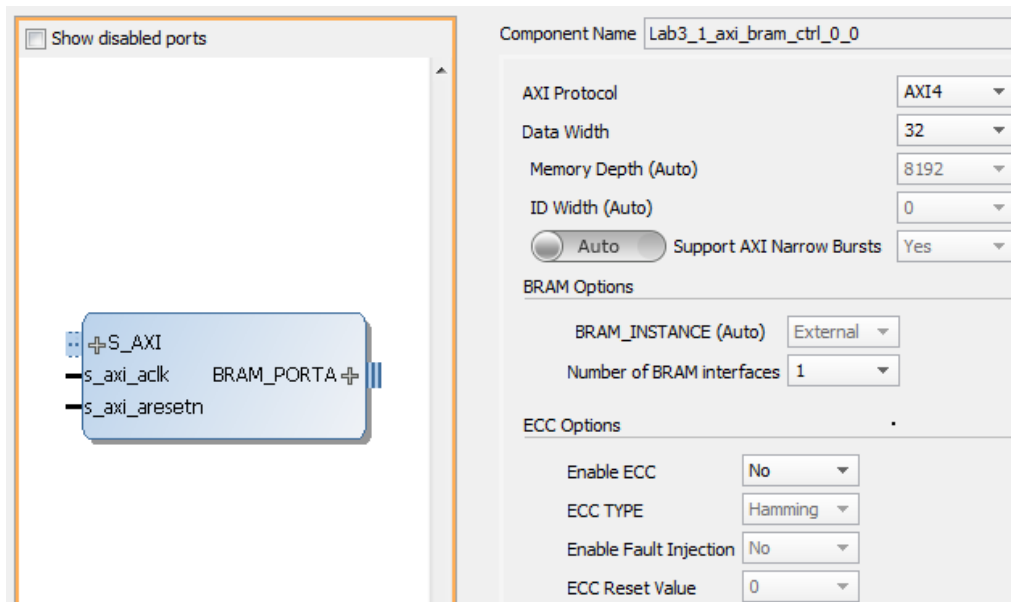 Show disabled ports
S_AXI
s_axi_aclk BRAM_PORTA
s_axi_aresetn
Component Name Lab3_1_axi_bram_ctrl_0_0
AXI Protocol AXI4
Data Width 32
Memory Depth (Auto) 8192
ID Width (Auto) 0
Auto Support AXI Narrow Bursts Yes
BRAM Options
BRAM_INSTANCE (Auto) External
Number of BRAM interfaces 1
ECC Options
Enable ECC No
ECC TYPE Hamming
Enable Fault Injection No
ECC Reset Value 0